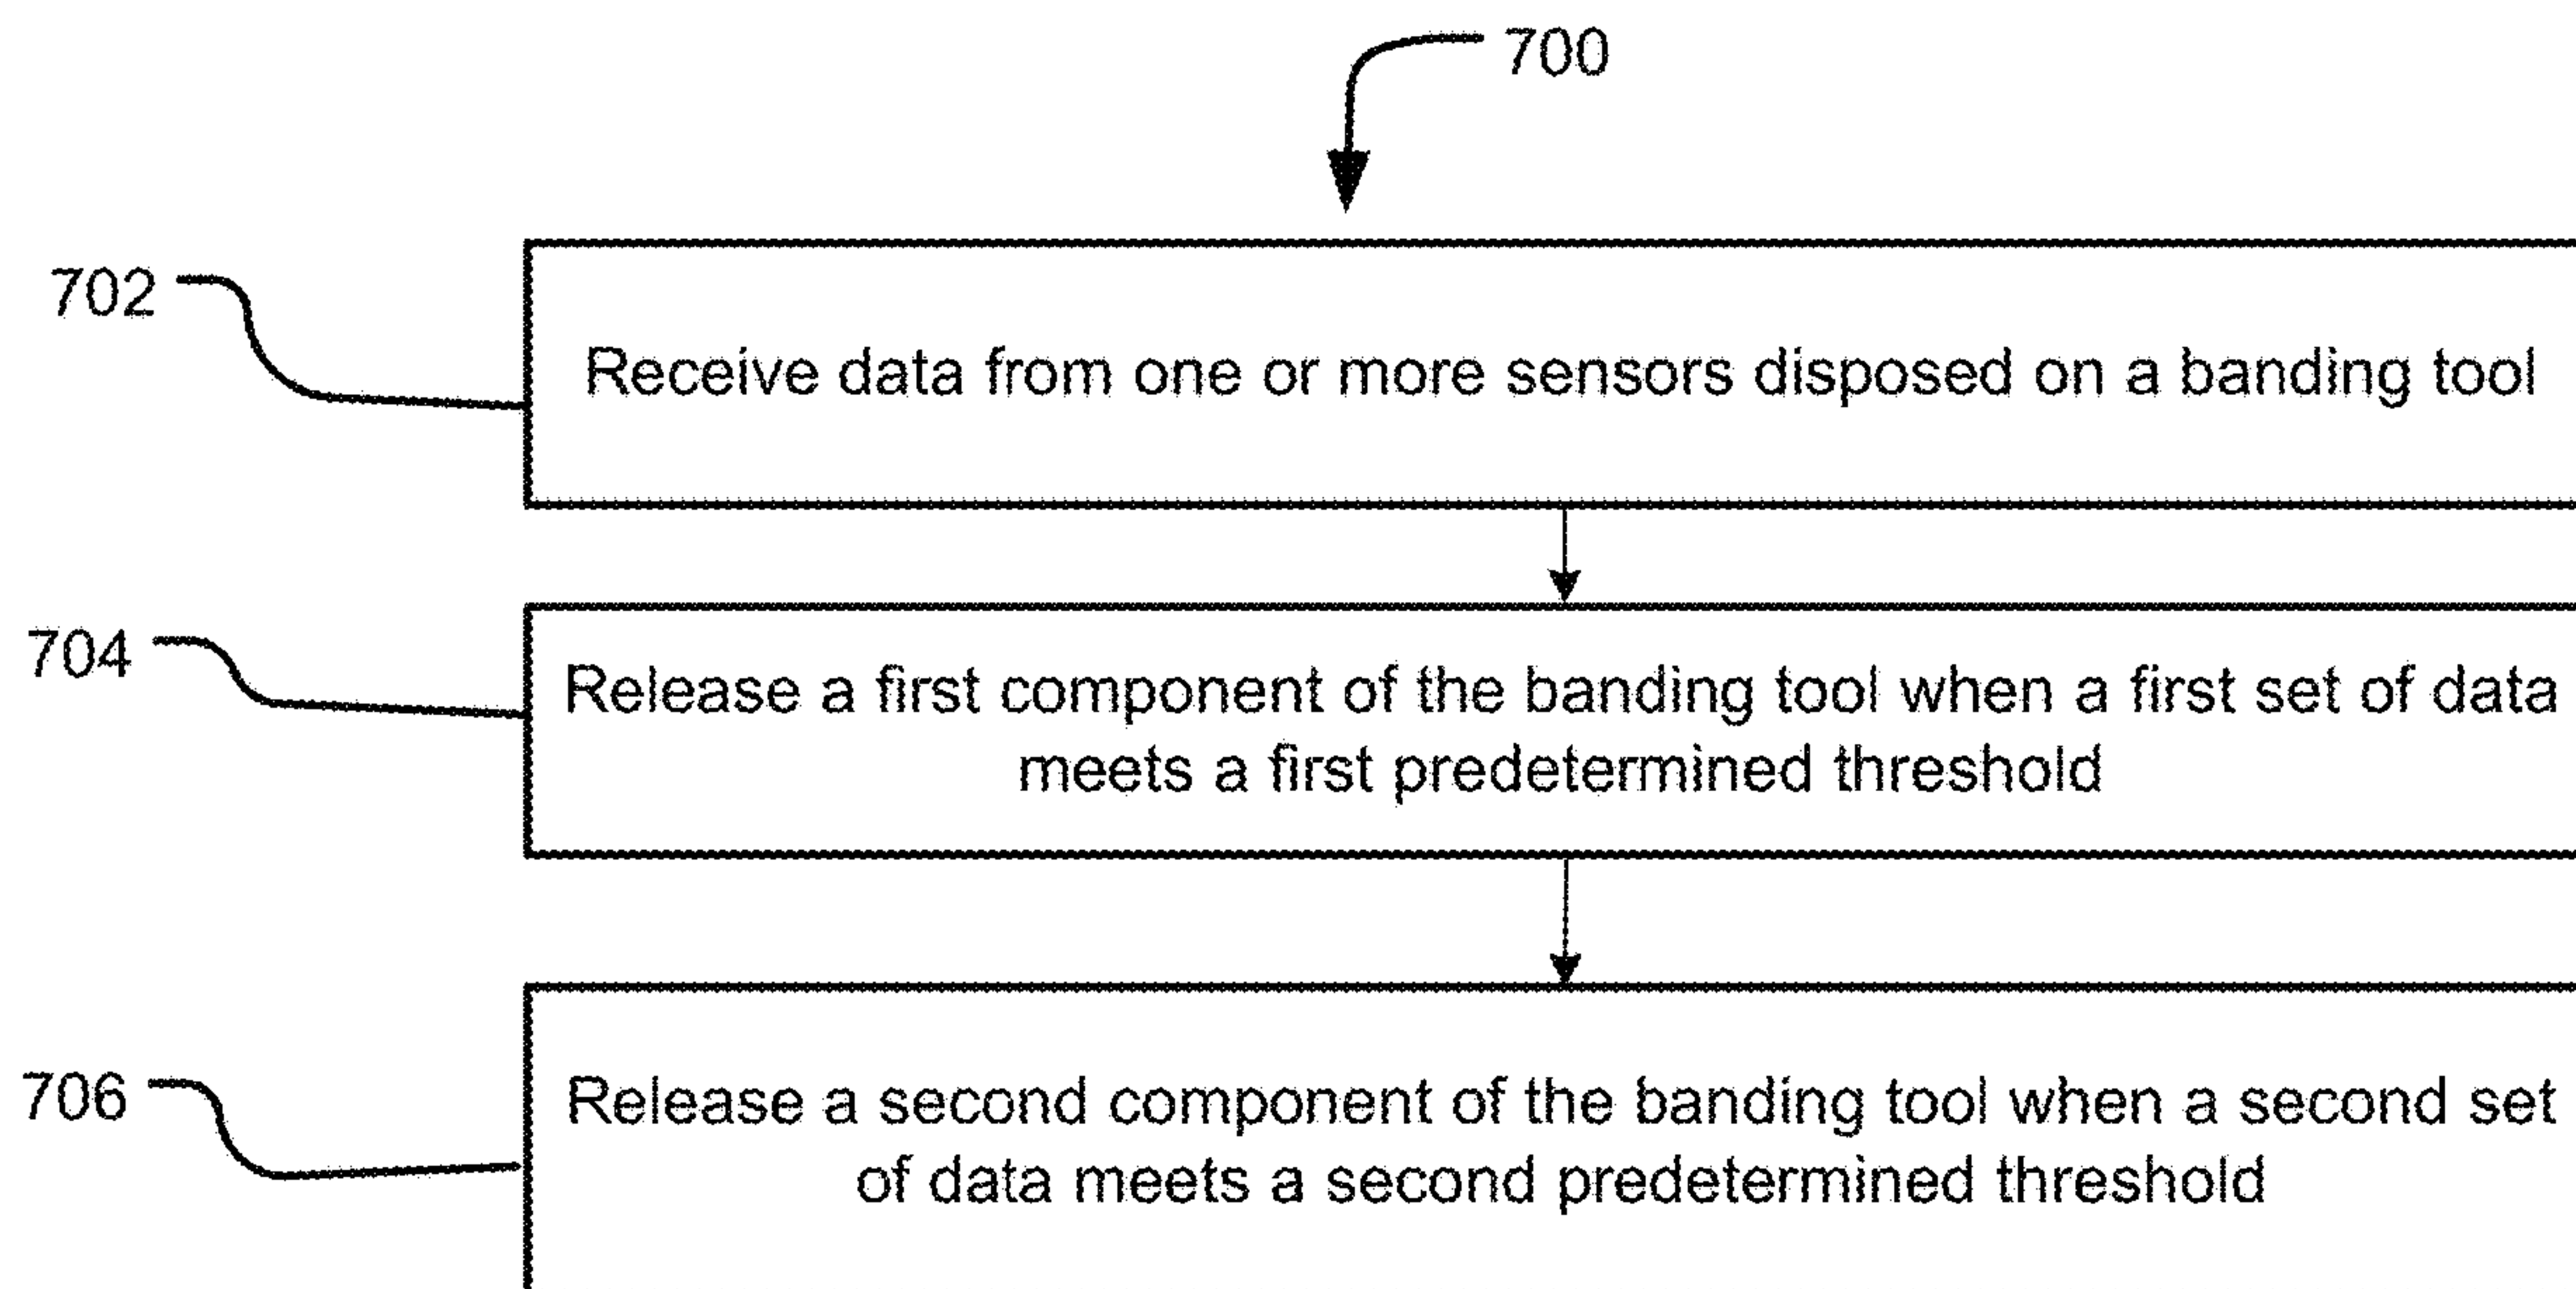 700
702
Receive data from one or more sensors disposed on a banding tool
704
Release a first component of the banding tool when a first set of data
meets a first predetermined threshold
706
Release a second component of the banding tool when a second set
of data meets a second predetermined threshold